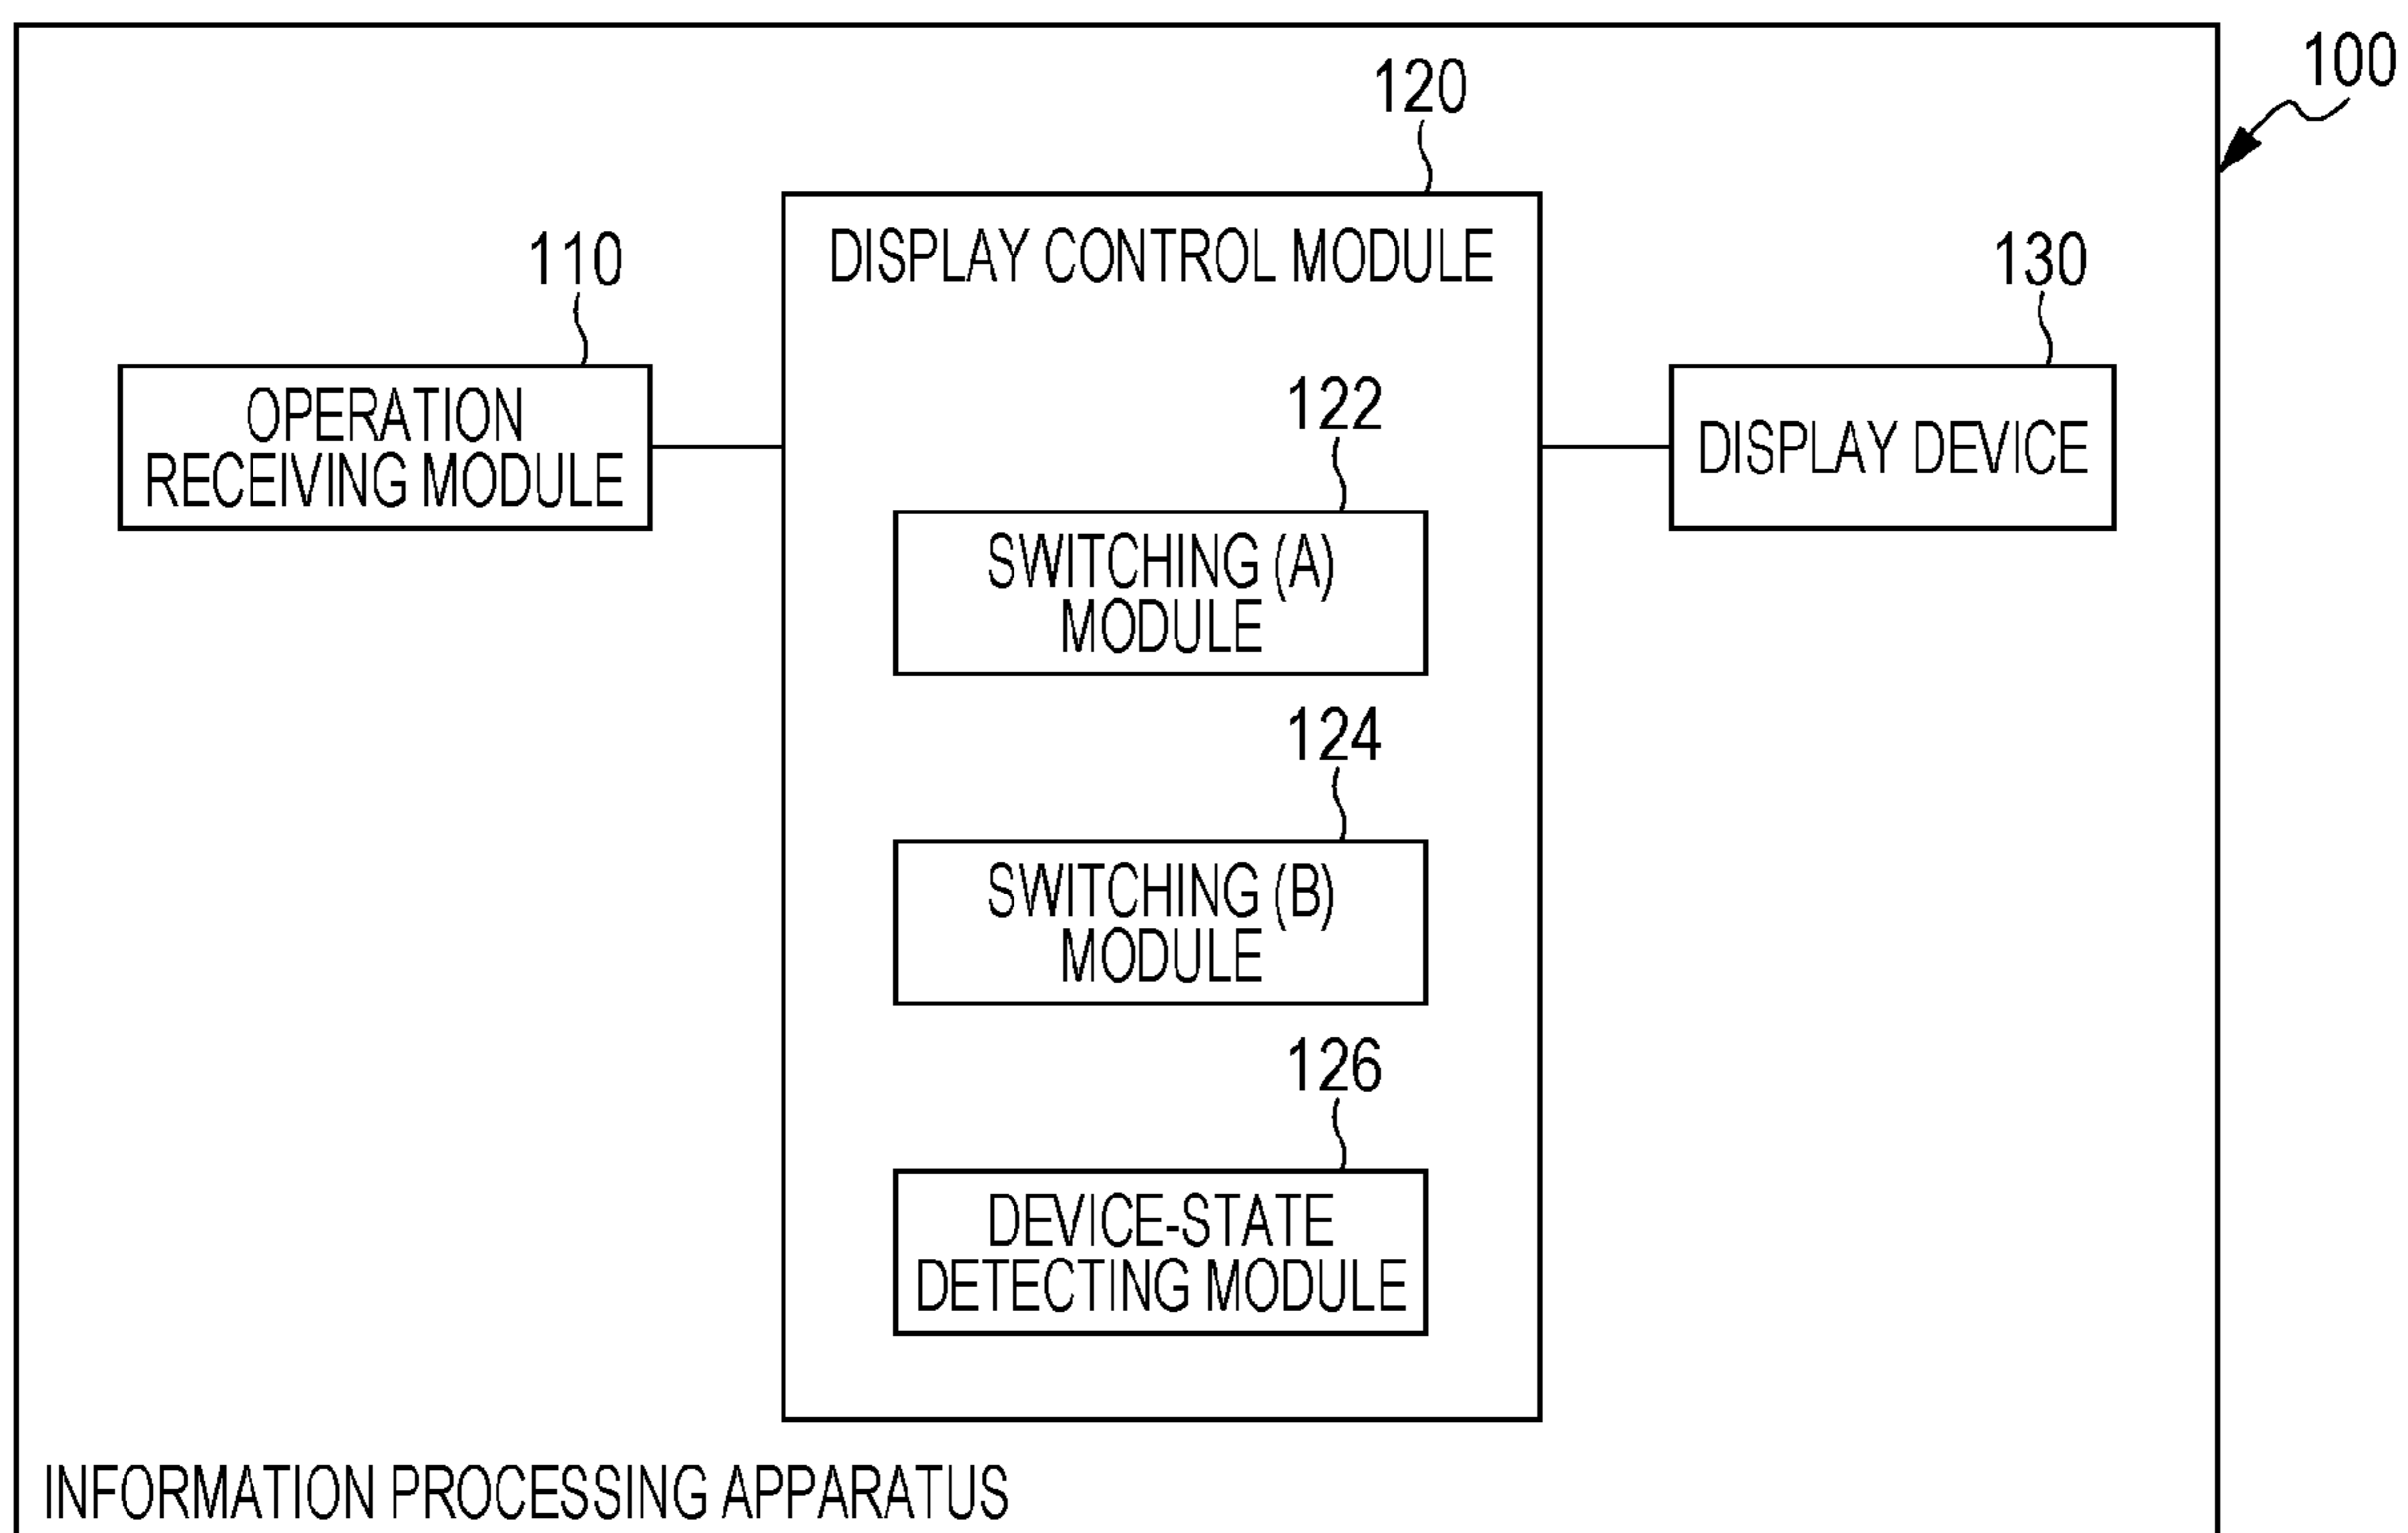 100
120
DISPLAY CONTROL MODULE
110
OPERATION
RECEIVING MODULE
130
DISPLAY DEVICE
122
SWITCHING (A)
MODULE
124
SWITCHING (B)
MODULE
126
DEVICE-STATE
DETECTING MODULE
INFORMATION PROCESSING APPARATUS